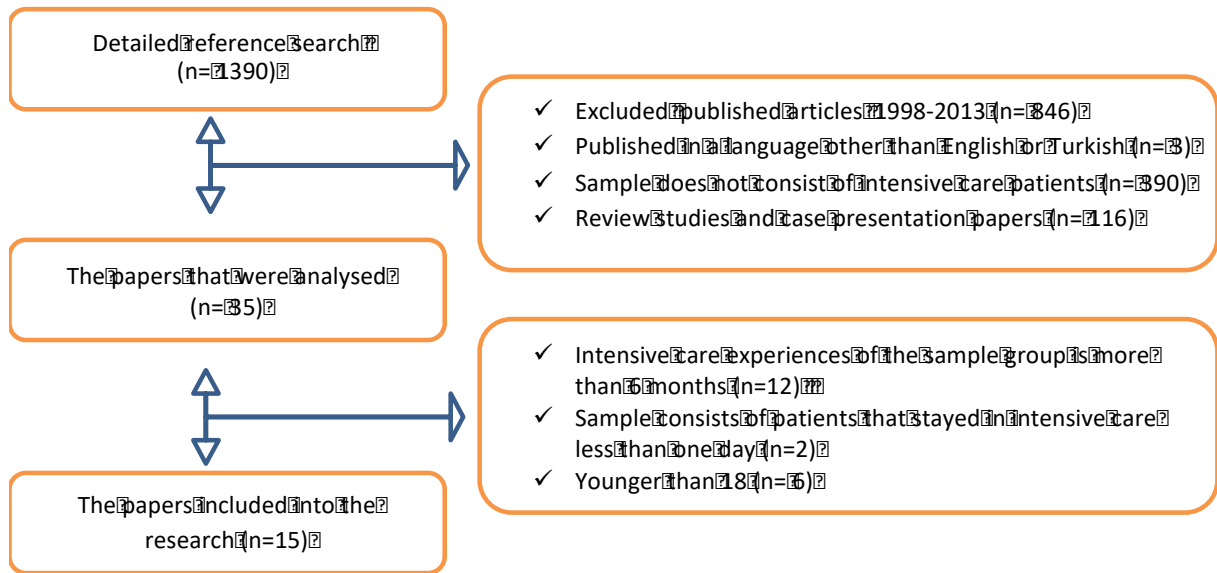 Detailed reference search
(n= 1390)
✓ Excluded published articles 1998-2013 (n= 846)
✓ Published in a language other than English or Turkish (n= 3)
✓ Sample does not consist of intensive care patients (n= 390)
✓ Review studies and case presentation papers (n= 116)
The papers that were analysed
(n= 35)
✓ Intensive care experiences of the sample group is more
than 6 months (n=12)
✓ Sample consists of patients that stayed in intensive care
less than one day (n=2)
✓ Younger than 18 (n= 6)
The papers included into the
research (n=15)